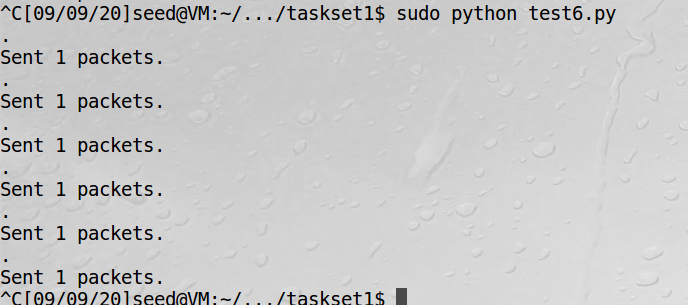 ^C[09/09/20]seed@VM:~/.../taskset1$ sudo python test6.py
.
Sent 1 packets.
.
Sent 1 packets.
.
Sent 1 packets.
.
Sent 1 packets.
.
Sent 1 packets.
.
Sent 1 packets.
^C[09/09/20]seed@VM:~/.../taskset1$